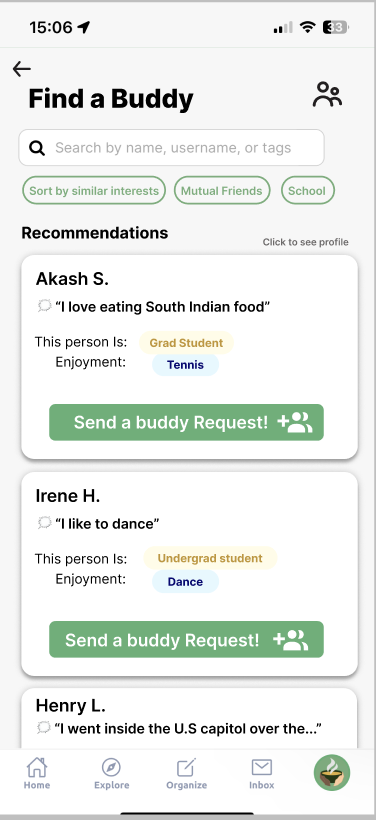 15:06
33
Find a Buddy
Search by name, username, or tags
Sort by similar interests
Mutual Friends
School
Recommendations
Click to see profile
Akash S.
“I love eating South Indian food”
This person Is: Grad Student
Enjoyment: Tennis
Send a buddy Request!
Irene H.
“I like to dance”
This person Is: Undergrad student
Enjoyment: Dance
Send a buddy Request!
Henry L.
“I went inside the U.S capitol over the...”
Home
Explore
Organize
Inbox